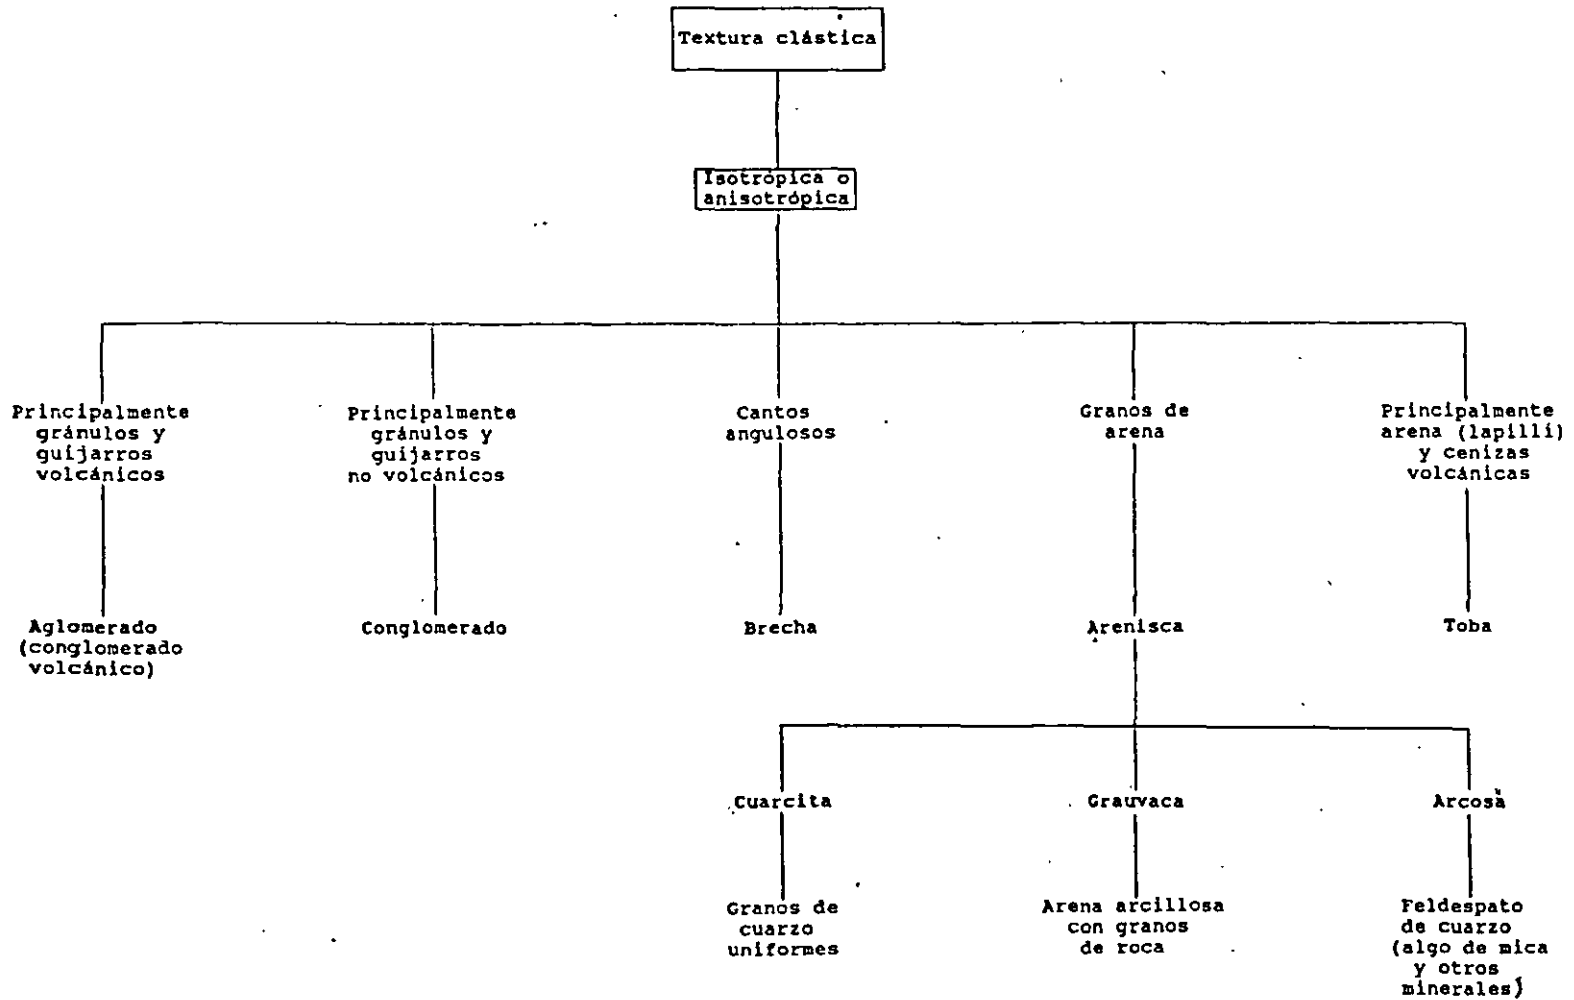 Textura clástica
Isotrópica o
anisotrópica
Principalmente
gránulos y
guijarros
volcánicos
Principalmente
gránulos y
guijarros
no volcánicos
Cantos
angulosos
Granos de
arena
Principalmente
arena (lapilli)
y cenizas
volcánicas
Aglomerado
(conglomerado
volcánico)
Conglomerado
Brecha
Arenisca
Toba
Cuarcita
Grauvaca
Arcosa
Granos de
cuarzo
uniformes
Arena arcillosa
con granos
de roca
Feldespato
de cuarzo
(algo de mica
y otros
minerales)